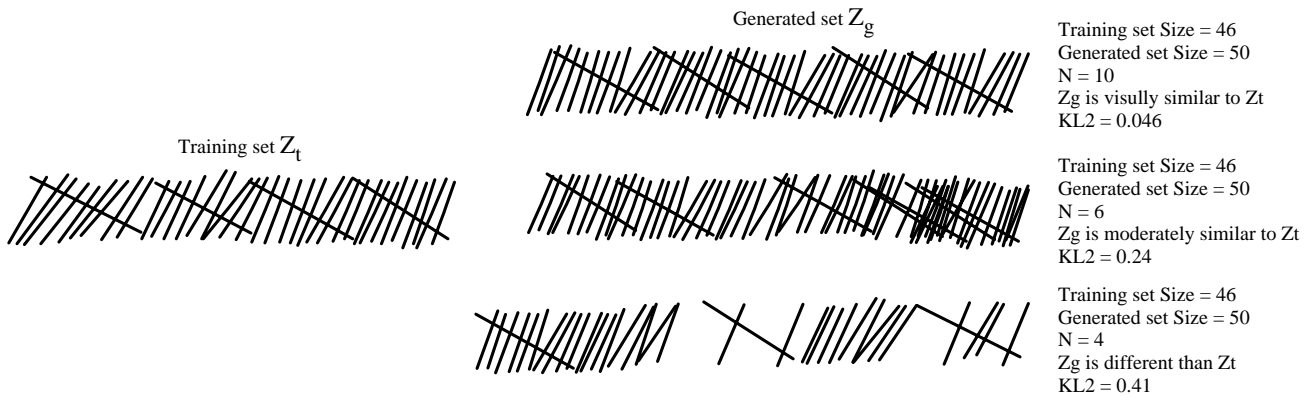 Generated set Zg
Training set Size = 46
Generated set Size = 50
N = 10
Zg is visully similar to Zt
KL2 = 0.046
Training set Zt
Training set Size = 46
Generated set Size = 50
N = 6
Zg is moderately similar to Zt
KL2 = 0.24
Training set Size = 46
Generated set Size = 50
N = 4
Zg is different than Zt
KL2 = 0.41